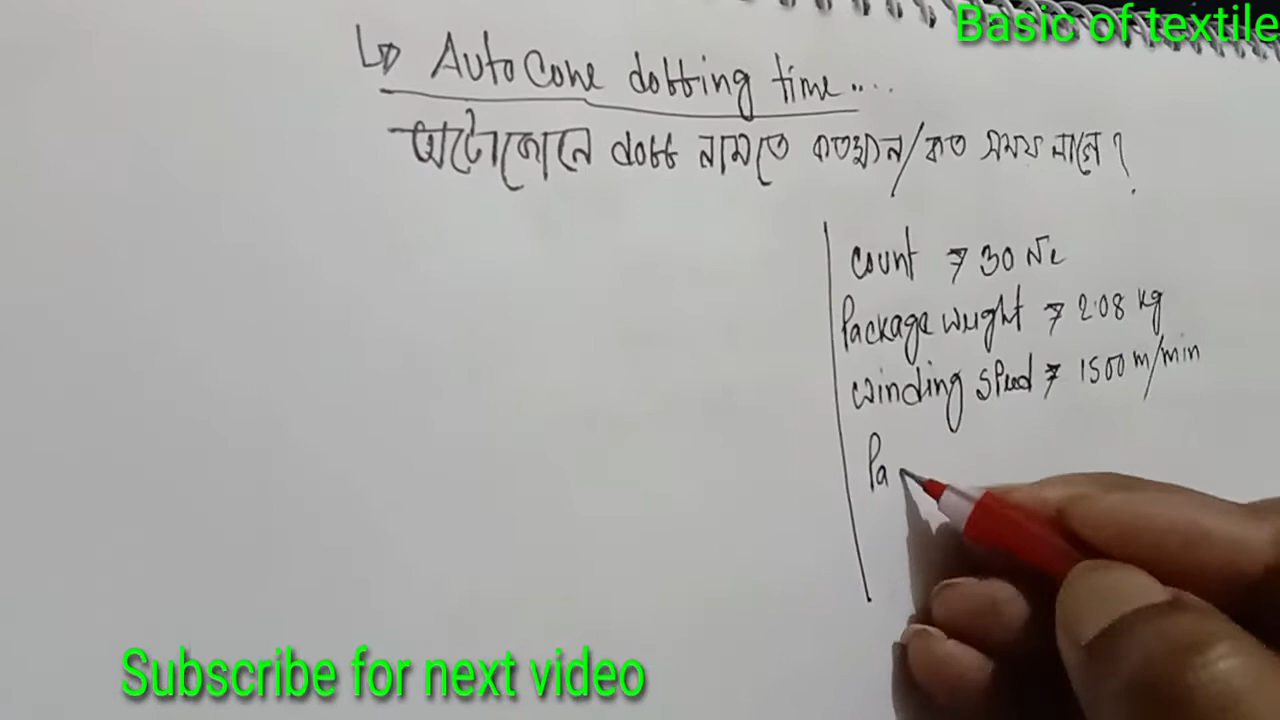 Basic of textile
↳ Auto Cone doffing time....
অটোকোনে doff নামতে কতক্ষন/কত সময় লাগে?
Count → 30 Ne
Package weight → 2.08 kg
winding speed → 1500 m/min
Pa
Subscribe for next video